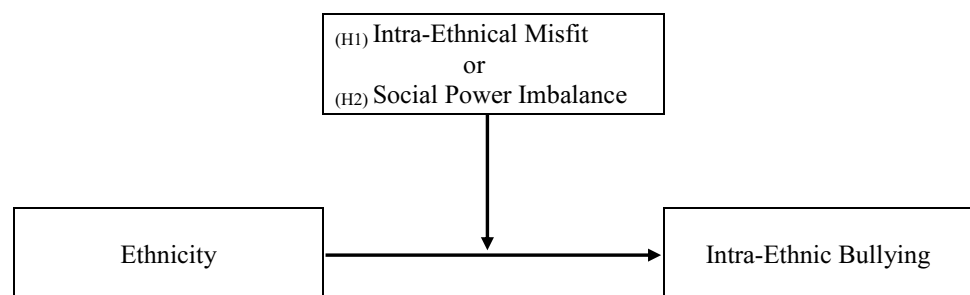 (H1) Intra-Ethnical Misfit
or
(H2) Social Power Imbalance
Ethnicity
Intra-Ethnic Bullying